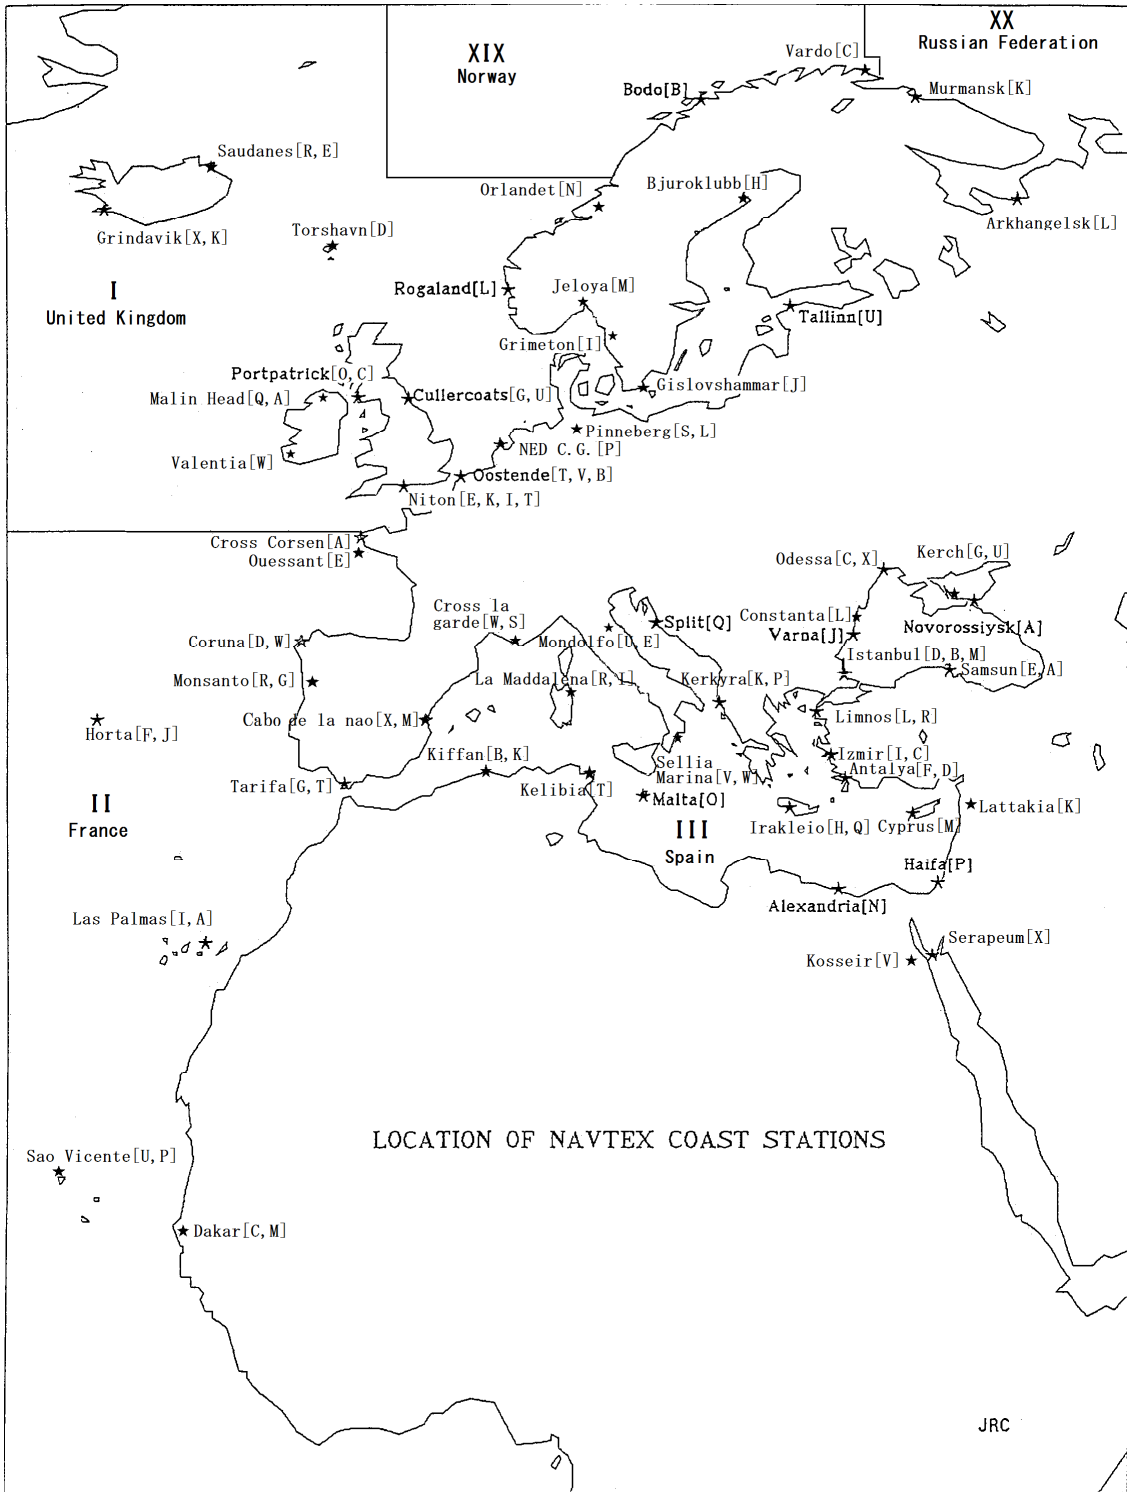 XX
Russian Federation
XIX
Norway
Vardo[C]
Bodo[B]
Murmansk[K]
Saudanes[R,E]
Orlandet[N]
Bjuroklubb[H]
Arkhangelsk[L]
Grindavik[X,K]
Torshavn[D]
I
United Kingdom
Rogaland[L]
Jeloya[M]
Tallinn[U]
Grimeton[I]
Portpatrick[O,C]
Gislovshammar[J]
Malin Head[Q,A]
Cullercoats[G,U]
Pinneberg[S,L]
NED C.G.[P]
Valentia[W]
Oostende[T,V,B]
Niton[E,K,I,T]
Cross Corsen[A]
Ouessant[E]
Odessa[C,X]
Kerch[G,U]
Cross la
garde[W,S]
Coruna[D,W]
Mondolfo[U,E]
Split[Q]
Constanta[L]
Varna[J]
Novorossiysk[A]
Istanbul[D,B,M]
Samsun[E,A]
Monsanto[R,G]
La Maddalena[R,I]
Kerkyra[K,P]
Horta[F,J]
Cabo de la nao[X,M]
Limnos[L,R]
Kiffan[B,K]
Izmir[I,C]
Sellia
Marina[V,W]
Antalya[F,D]
Tarifa[G,T]
Kelibia[T]
Malta[O]
Lattakia[K]
II
France
III
Spain
Irakleio[H,Q]
Cyprus[M]
Haifa[P]
Alexandria[N]
Las Palmas[I,A]
Serapeum[X]
Kosseir[V]
LOCATION OF NAVTEX COAST STATIONS
Sao Vicente[U,P]
Dakar[C,M]
JRC